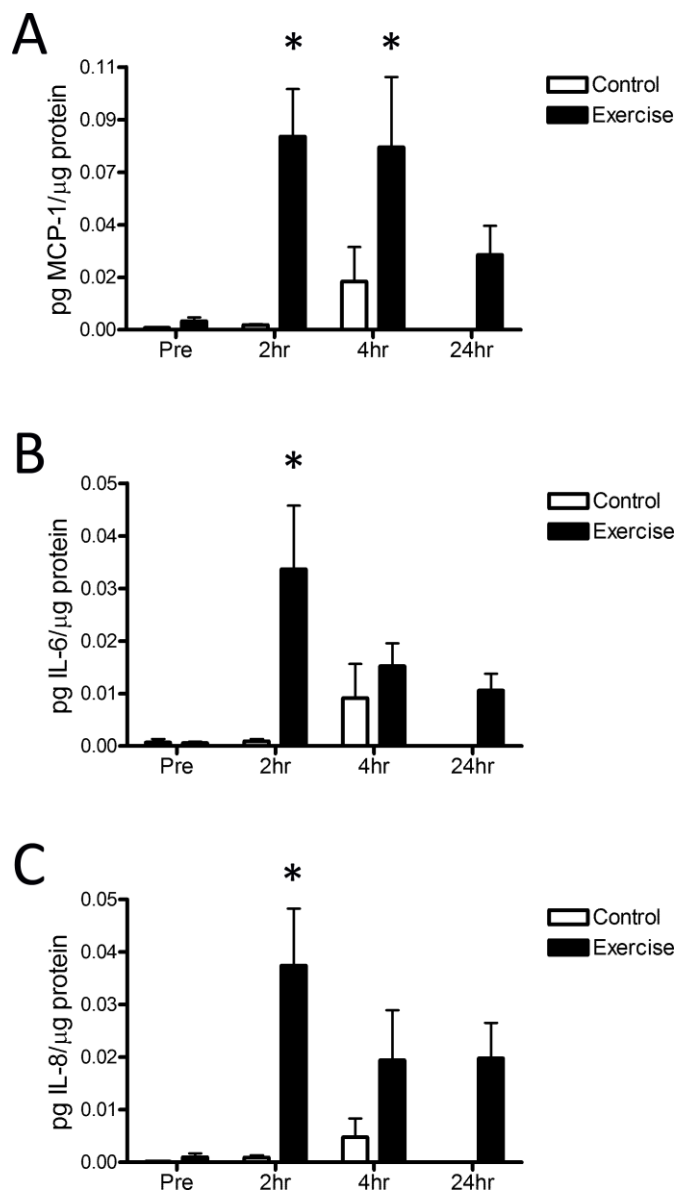 A
* *
0.11
0.09
0.07
0.04
0.02
0.00
pg MCP-1/μg protein
Pre 2hr 4hr 24hr
Control
Exercise
B
*
0.05
0.04
0.03
0.02
0.01
0.00
pg IL-6/μg protein
Pre 2hr 4hr 24hr
Control
Exercise
C
*
0.05
0.04
0.03
0.02
0.01
0.00
pg IL-8/μg protein
Pre 2hr 4hr 24hr
Control
Exercise